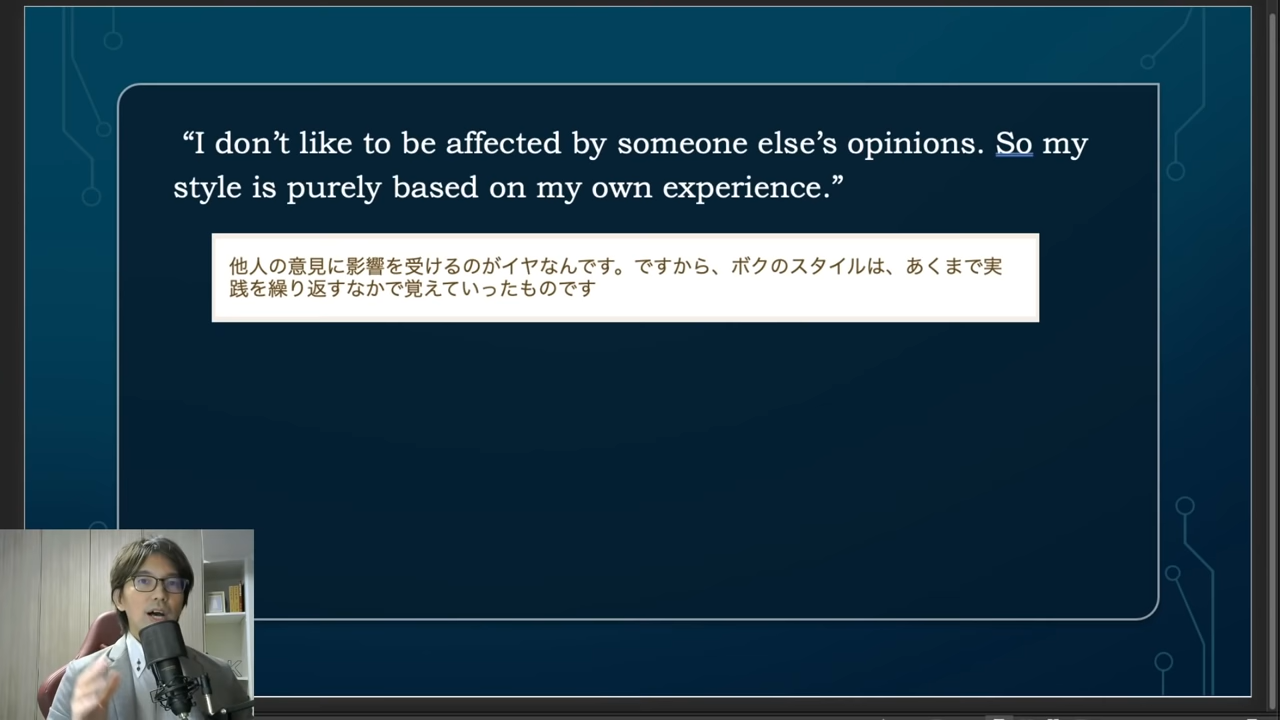 “I don’t like to be affected by someone else’s opinions. So my
style is purely based on my own experience.”
他人の意見に影響を受けるのがイヤなんです。ですから、ボクのスタイルは、あくまで実
践を繰り返すなかで覚えていったものです